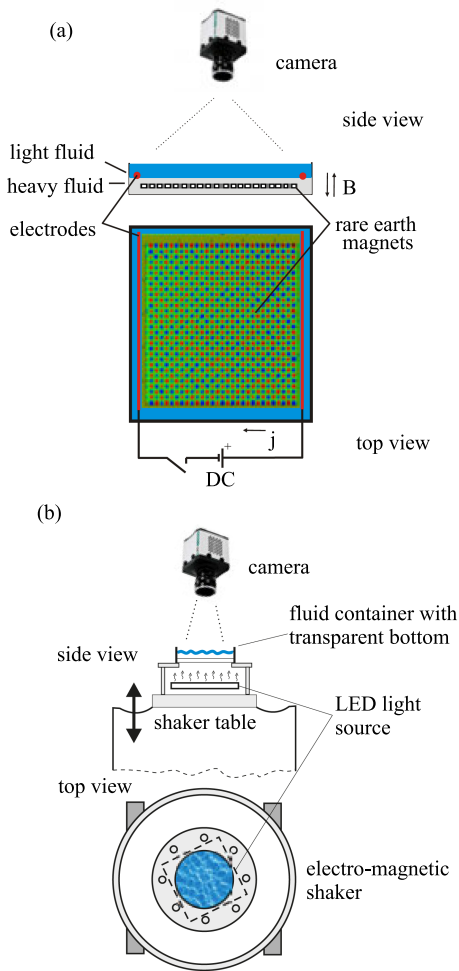 (a)
camera
side view
light fluid
heavy fluid
B
electrodes
rare earth
magnets
+
j
DC
top view
(b)
camera
fluid container with
transparent bottom
side view
LED light
source
shaker table
top view
electro-magnetic
shaker